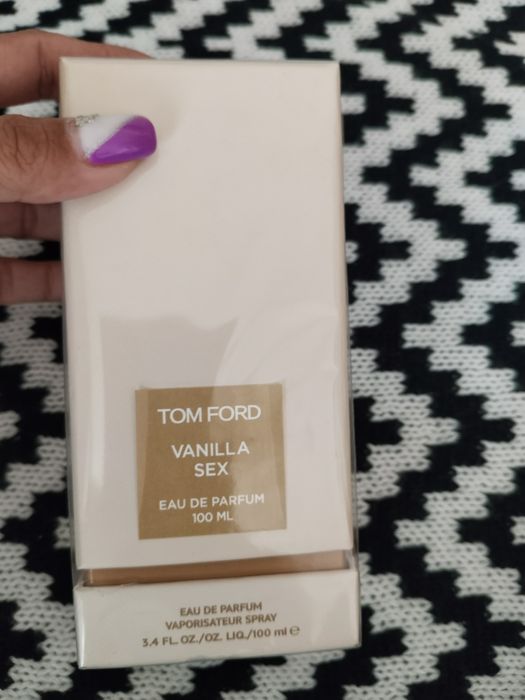 TOM FORD
VANILLA
SEX
EAU DE PARFUM
100 ML
EAU DE PARFUM
VAPORISATEUR SPRAY
3.4 FL. OZ./OZ. LIQ./100 ml ℮